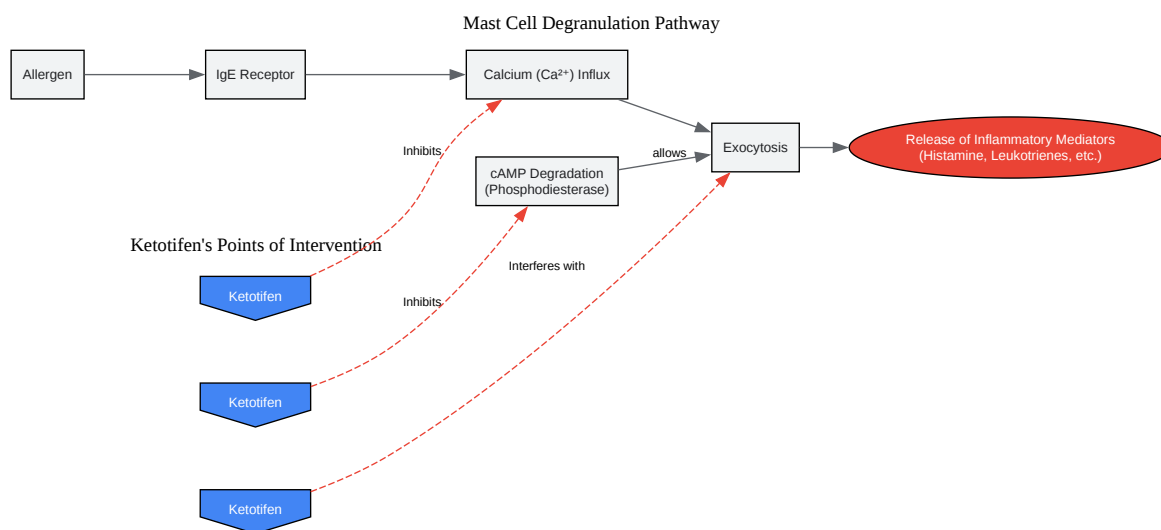 Mast Cell Degranulation Pathway
Allergen
IgE Receptor
Calcium (Ca²⁺) Influx
Exocytosis
Release of Inflammatory Mediators
(Histamine, Leukotrienes, etc.)
Inhibits
allows
cAMP Degradation
(Phosphodiesterase)
Ketotifen's Points of Intervention
Interferes with
Ketotifen
Inhibits
Ketotifen
Ketotifen